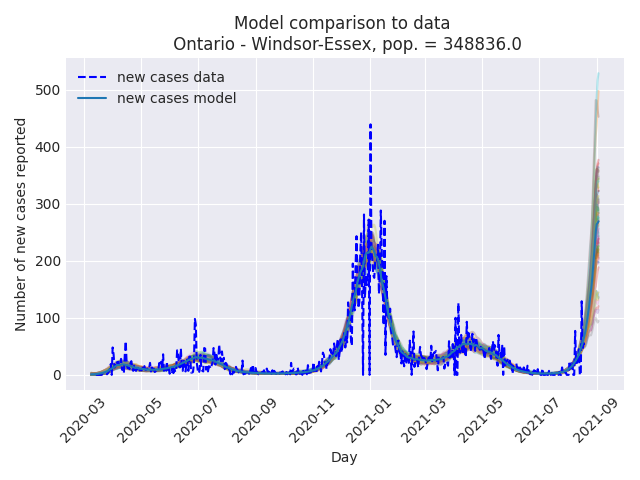 Model comparison to data
Ontario - Windsor-Essex, pop. = 348836.0
new cases data
new cases model
Number of new cases reported
500
400
300
200
100
0
2020-03
2020-05
2020-07
2020-09
2020-11
2021-01
2021-03
2021-05
2021-07
2021-09
Day